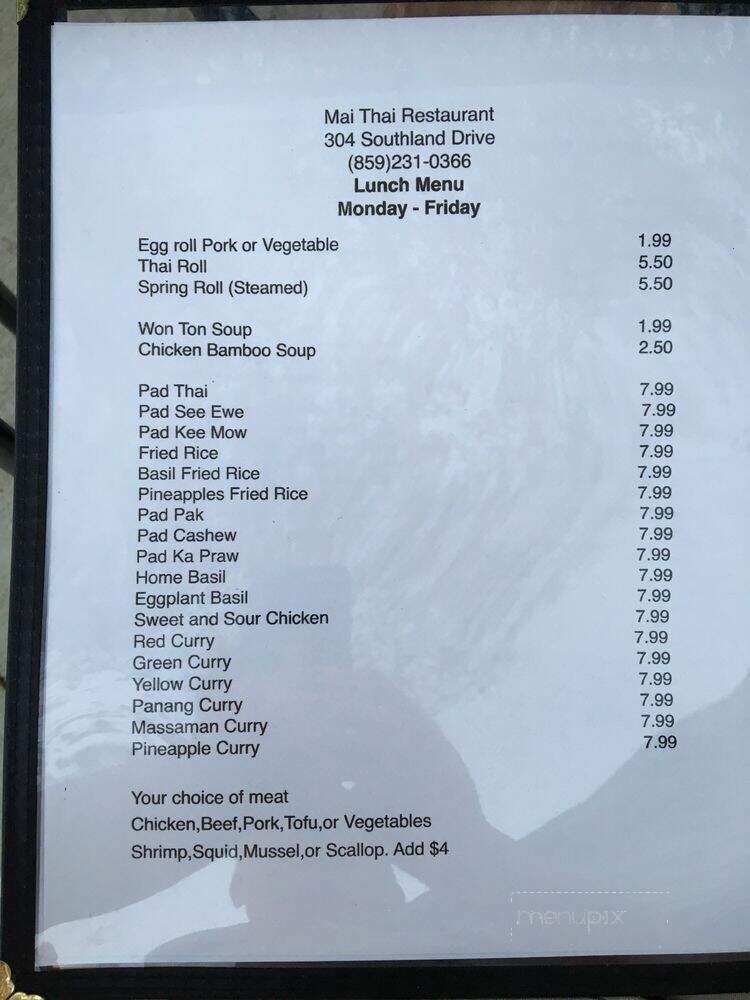 Mai Thai Restaurant
304 Southland Drive
(859)231-0366
Lunch Menu
Monday - Friday
Egg roll Pork or Vegetable 1.99
Thai Roll 5.50
Spring Roll (Steamed) 5.50
Won Ton Soup 1.99
Chicken Bamboo Soup 2.50
Pad Thai 7.99
Pad See Ewe 7.99
Pad Kee Mow 7.99
Fried Rice 7.99
Basil Fried Rice 7.99
Pineapples Fried Rice 7.99
Pad Pak 7.99
Pad Cashew 7.99
Pad Ka Praw 7.99
Home Basil 7.99
Eggplant Basil 7.99
Sweet and Sour Chicken 7.99
Red Curry 7.99
Green Curry 7.99
Yellow Curry 7.99
Panang Curry 7.99
Massaman Curry 7.99
Pineapple Curry 7.99
Your choice of meat
Chicken,Beef,Pork,Tofu,or Vegetables
Shrimp,Squid,Mussel,or Scallop. Add $4
menupix